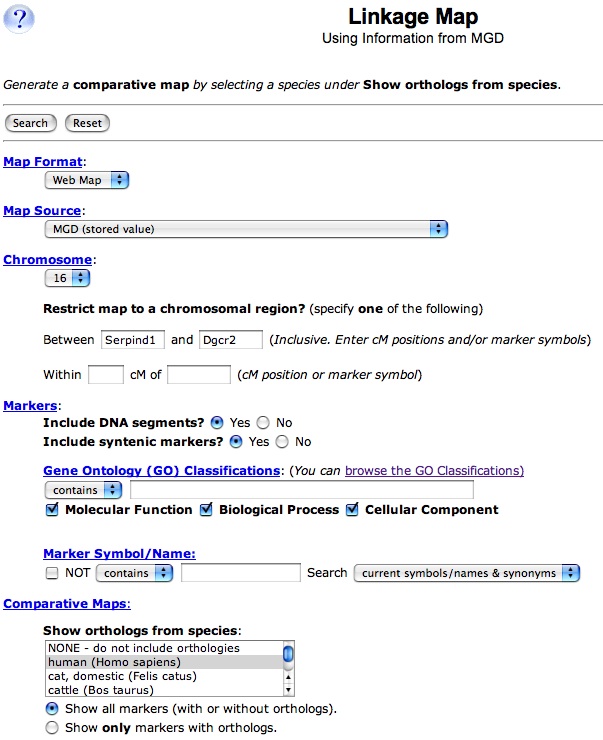 ?
Linkage Map
Using Information from MGD
Generate a comparative map by selecting a species under Show orthologs from species.
Search Reset
Map Format:
Web Map
Map Source:
MGD (stored value)
Chromosome:
16
Restrict map to a chromosomal region? (specify one of the following)
Between Serpind1 and Dgcr2 (Inclusive. Enter cM positions and/or marker symbols)
Within cM of (cM position or marker symbol)
Markers:
Include DNA segments? Yes No
Include syntenic markers? Yes No
Gene Ontology (GO) Classifications: (You can browse the GO Classifications)
contains
Molecular Function Biological Process Cellular Component
Marker Symbol/Name:
NOT contains Search current symbols/names & synonyms
Comparative Maps:
Show orthologs from species:
NONE - do not include orthologies
human (Homo sapiens)
cat, domestic (Felis catus)
cattle (Bos taurus)
Show all markers (with or without orthologs).
Show only markers with orthologs.